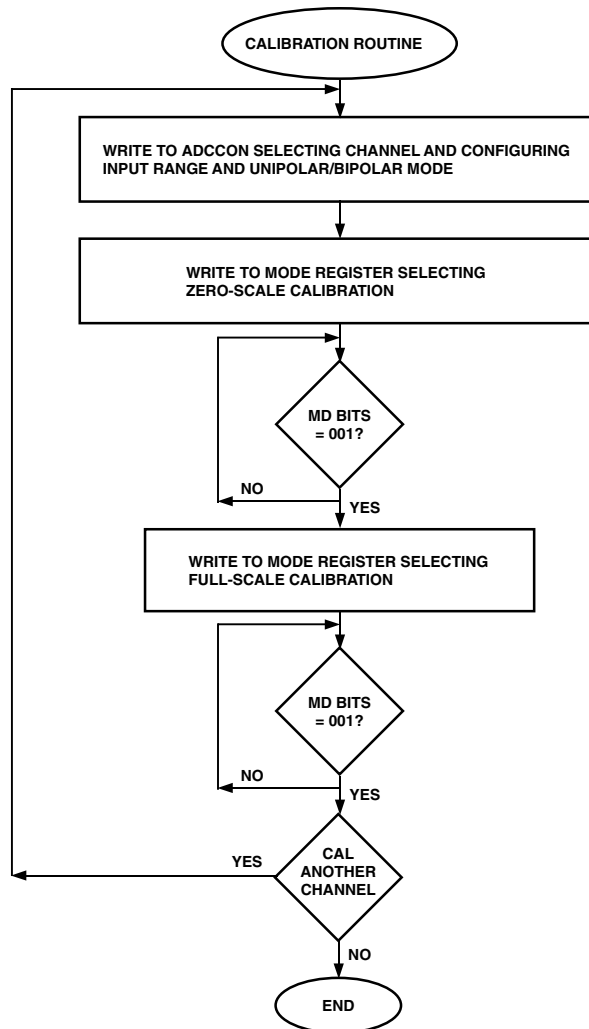 CALIBRATION ROUTINE
WRITE TO ADCCON SELECTING CHANNEL AND CONFIGURING
INPUT RANGE AND UNIPOLAR/BIPOLAR MODE
WRITE TO MODE REGISTER SELECTING
ZERO-SCALE CALIBRATION
MD BITS
= 001?
NO
YES
WRITE TO MODE REGISTER SELECTING
FULL-SCALE CALIBRATION
MD BITS
= 001?
NO
YES
YES
CAL
ANOTHER
CHANNEL
NO
END